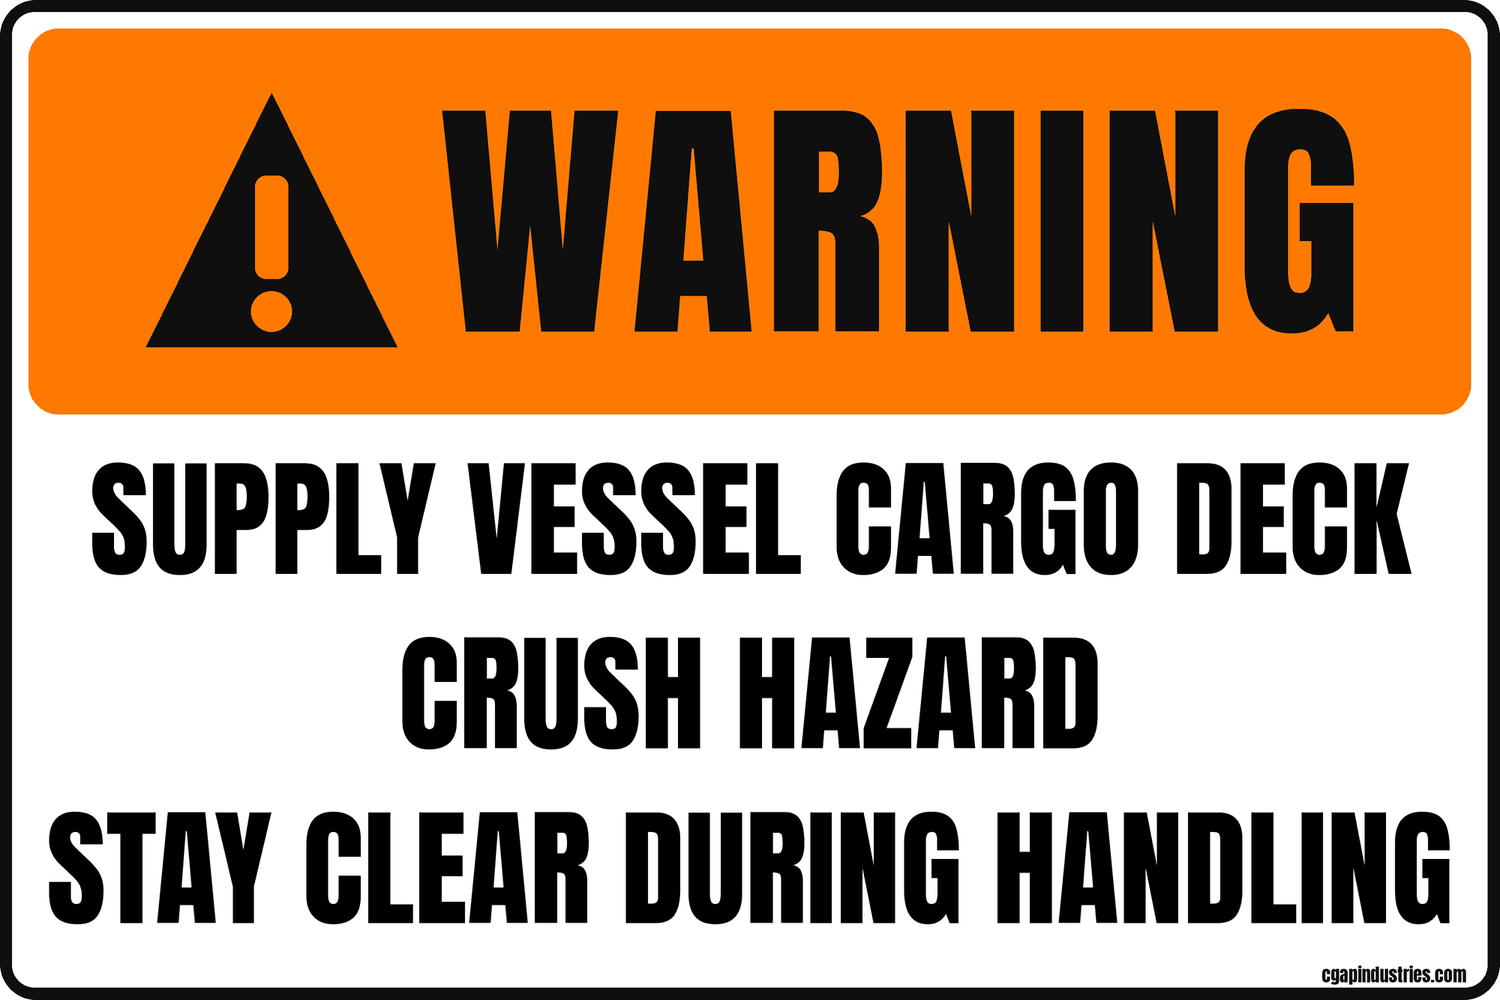 WARNING
SUPPLY VESSEL CARGO DECK
CRUSH HAZARD
STAY CLEAR DURING HANDLING
cgapindustries.com